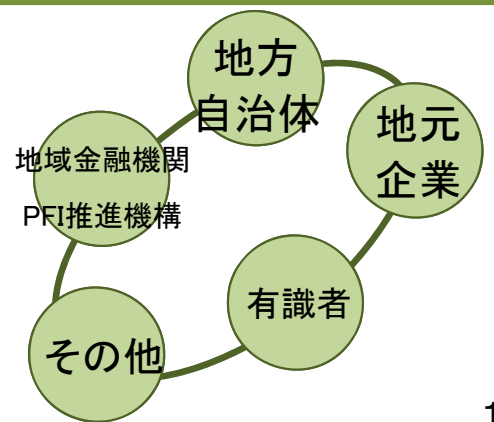 地方
自治体
地元
企業
地域金融機関
PFI推進機構
有識者
その他